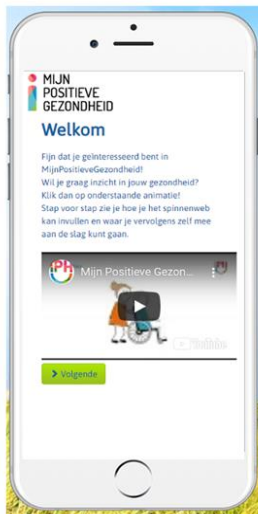 MIJN
POSITIEVE
GEZONDHEID
Welkom
Fijn dat je geïnteresseerd bent in
MijnPositieveGezondheid!
Wil je graag inzicht in jouw gezondheid?
Klik dan op onderstaande animatie!
Stap voor stap zie je hoe je het spinnenweb
kan invullen en waar je vervolgens zelf mee
aan de slag kunt gaan.
iPH Mijn Positieve Gezon...
YouTube
Volgende